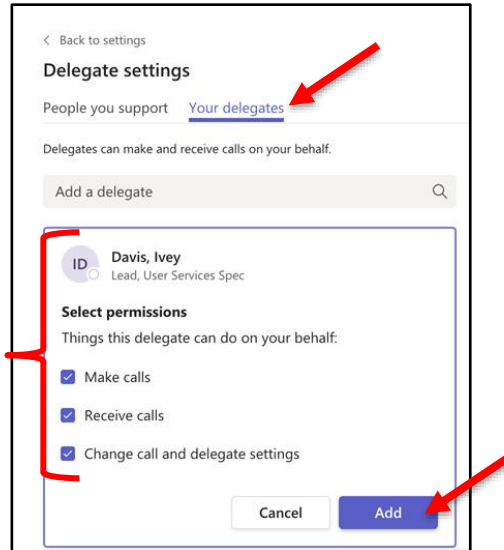 < Back to settings
Delegate settings
People you support Your delegates
Delegates can make and receive calls on your behalf.
Add a delegate
ID Davis, Ivey
Lead, User Services Spec
Select permissions
Things this delegate can do on your behalf:
Make calls
Receive calls
Change call and delegate settings
Cancel Add